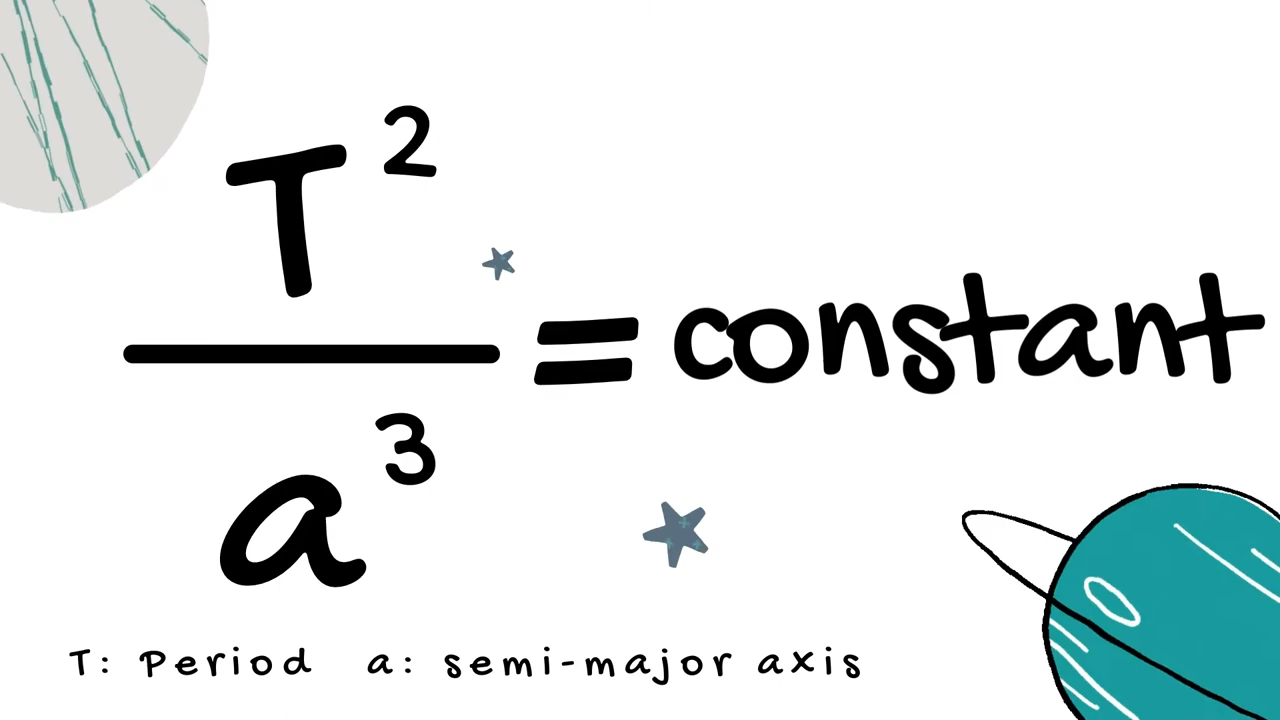 T²
= constant
a³
T: Period a: semi-major axis